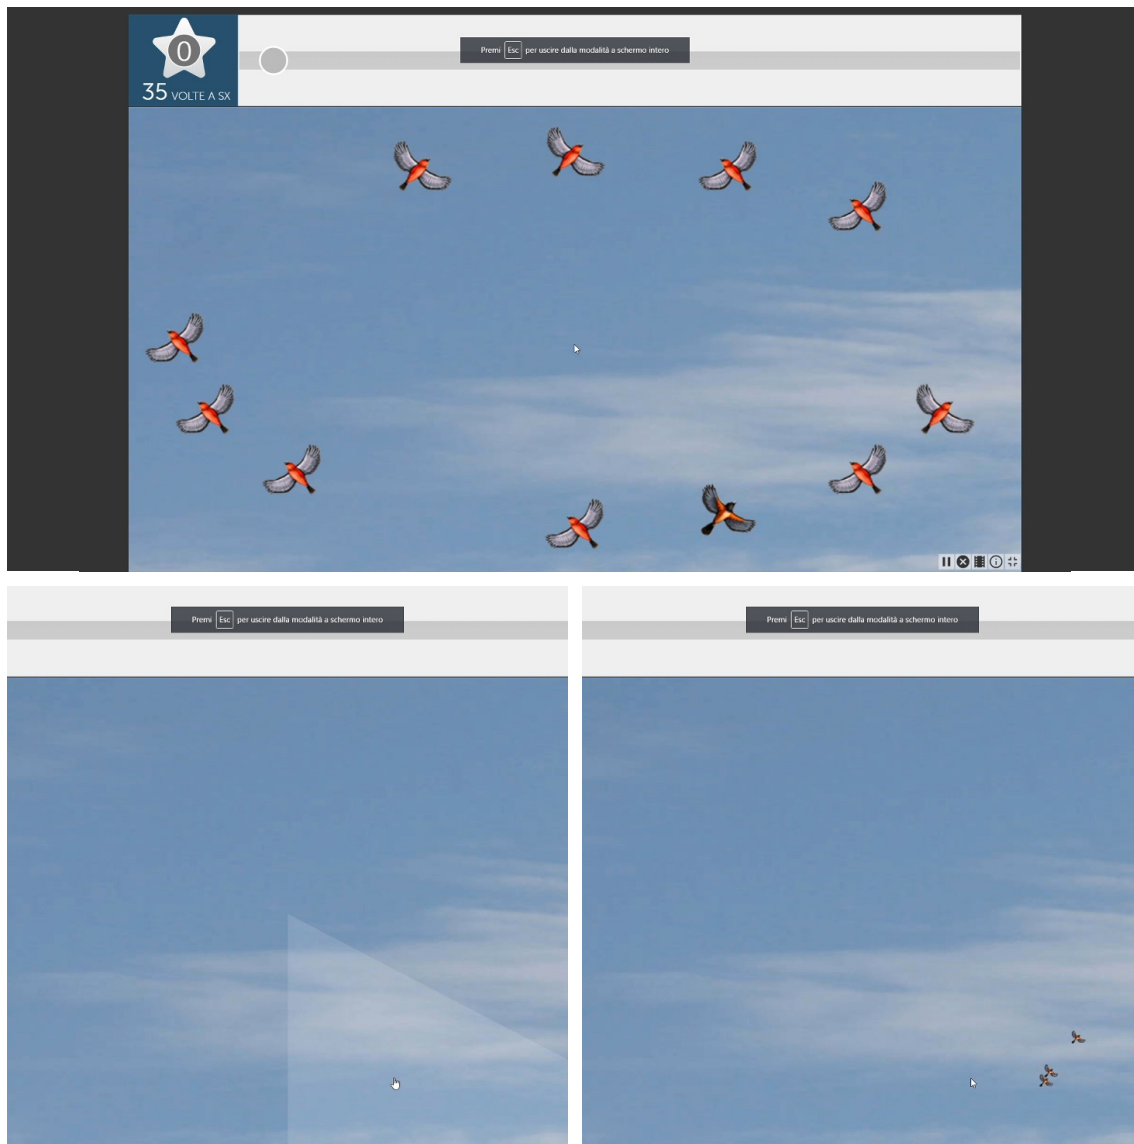 0
35 VOLTE A SX
Premi Esc per uscire dalla modalità a schermo intero
Premi Esc per uscire dalla modalità a schermo intero
Premi Esc per uscire dalla modalità a schermo intero